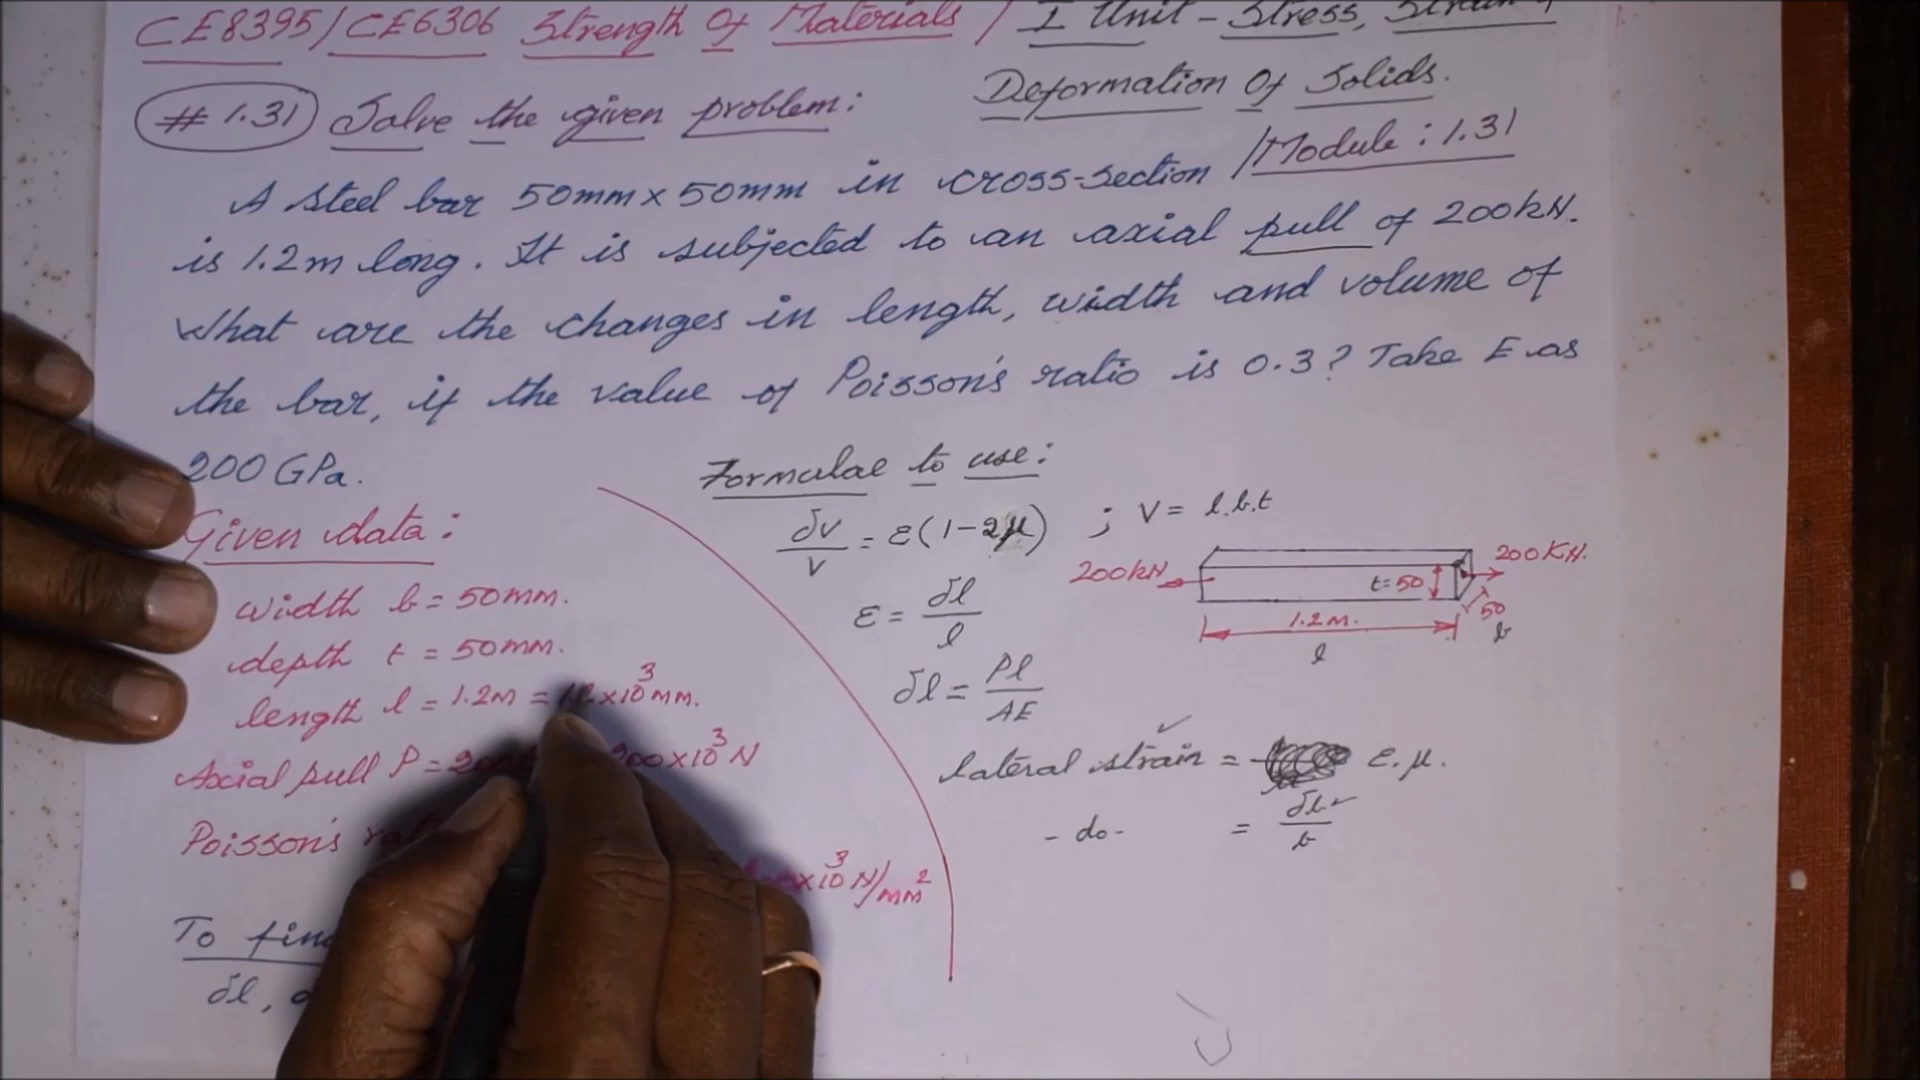 CE8395/CE6306 Strength Of Materials / I Unit - Stress, Strain &
Deformation Of Solids.
# 1.31 Solve the given problem:
/Module : 1.31
A steel bar 50mm x 50mm in cross-section
is 1.2m long. It is subjected to an axial pull of 200kN.
What are the changes in length, width and volume of
the bar, if the value of Poisson's ratio is 0.3? Take E as
200 GPa.
Given data:
width b = 50mm.
depth t = 50mm.
length l = 1.2m = 1.2x10³mm.
Axial pull P = 200x10³ N
Poisson's
x10³ N/mm²
To find
δl,
Formulae to use:
δv/v = ε(1-2μ) ; V = l.b.t
ε = δl/l
δl = Pl/AE
lateral strain = ε.μ.
-do- = δb/b
200kN
200KN.
t=50
50
b
1.2m.
l